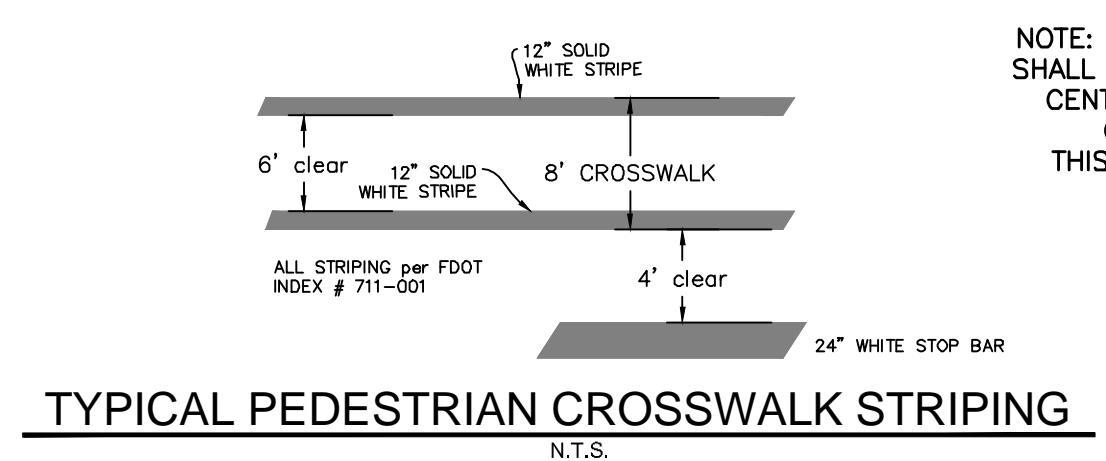 12" SOLID
WHITE STRIPE
NOTE:
SHALL
CENT
THIS
6' clear
12" SOLID
WHITE STRIPE
8' CROSSWALK
ALL STRIPING per FDOT
INDEX # 711-001
4' clear
24" WHITE STOP BAR
TYPICAL PEDESTRIAN CROSSWALK STRIPING
N.T.S.